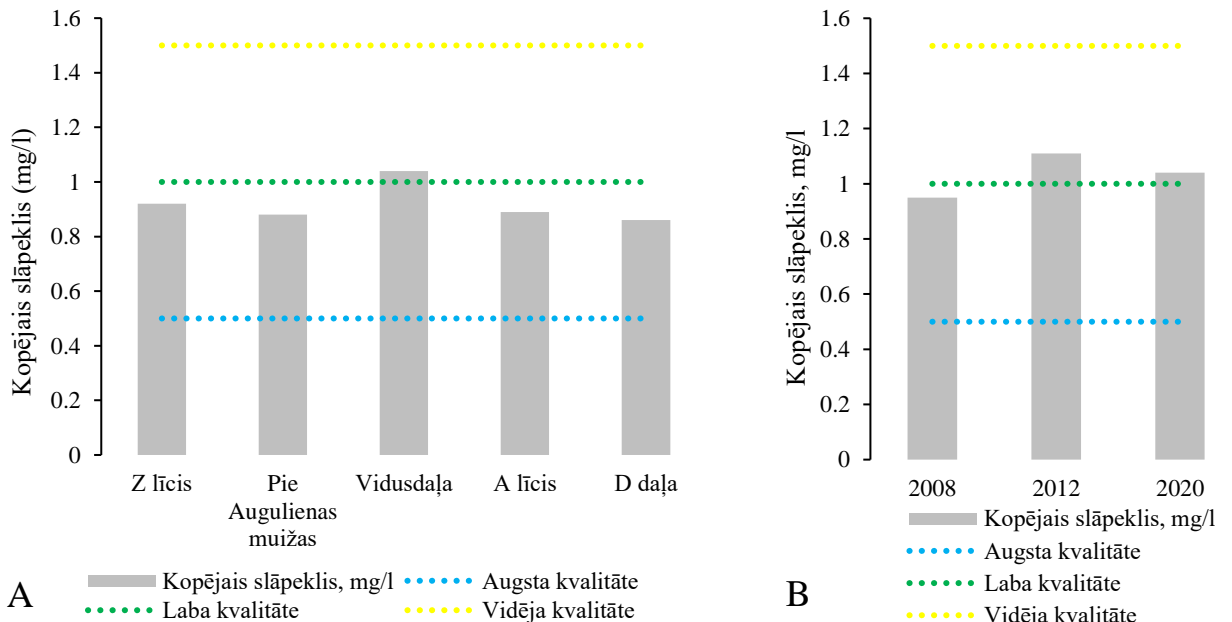 Kopējais slāpeklis (mg/l)
1.6
1.4
1.2
1
0.8
0.6
0.4
0.2
0
Z līcis
Pie
Augulienas
muižas
Vidusdaļa
A līcis
D daļa
Kopējais slāpeklis, mg/l
Augsta kvalitāte
Laba kvalitāte
Vidēja kvalitāte
A
Kopējais slāpeklis, mg/l
1.6
1.4
1.2
1
0.8
0.6
0.4
0.2
0
2008
2012
2020
Kopējais slāpeklis, mg/l
Augsta kvalitāte
Laba kvalitāte
Vidēja kvalitāte
B